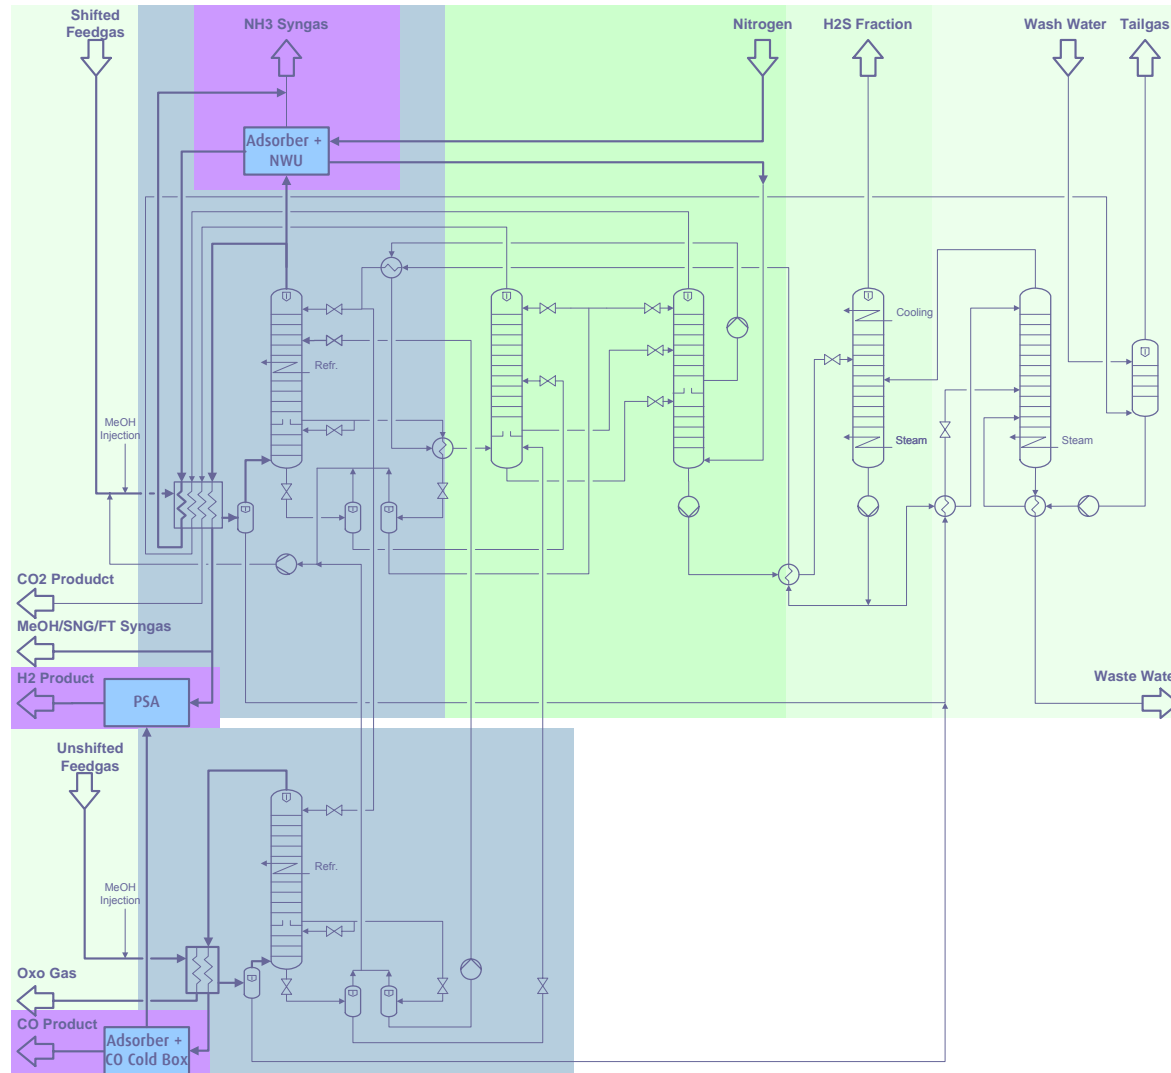 Shifted
Feedgas
NH3 Syngas
Nitrogen
H2S Fraction
Wash Water
Tailgas
Adsorber +
NWU
Cooling
Refr.
MeOH
Injection
Steam
Steam
CO2 Produdct
MeOH/SNG/FT Syngas
H2 Product
PSA
Waste Wate
Unshifted
Feedgas
Refr.
MeOH
Injection
Oxo Gas
CO Product
Adsorber +
CO Cold Box